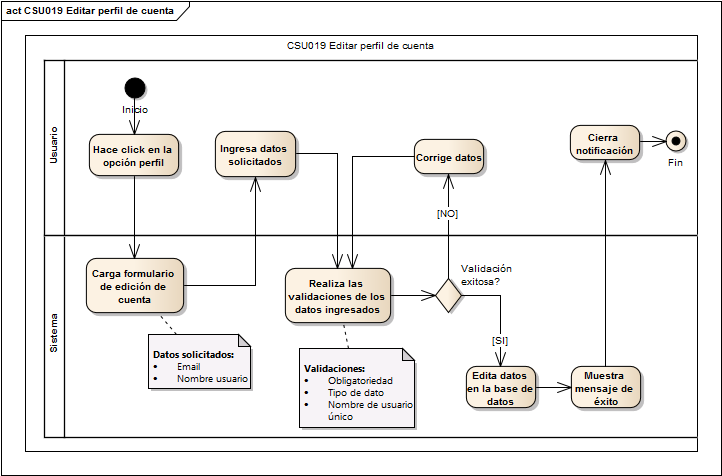 act CSU019 Editar perfil de cuenta
CSU019 Editar perfil de cuenta
Usuario
Inicio
Hace click en la
opción perfil
Ingresa datos
solicitados
Corrige datos
Cierra
notificación
Fin
[NO]
Sistema
Carga formulario
de edición de
cuenta
Realiza las
validaciones de los
datos ingresados
Validación
exitosa?
[SI]
Datos solicitados:
• Email
• Nombre usuario
Validaciones:
• Obligatoriedad
• Tipo de dato
• Nombre de usuario
único
Edita datos
en la base de
datos
Muestra
mensaje de
éxito